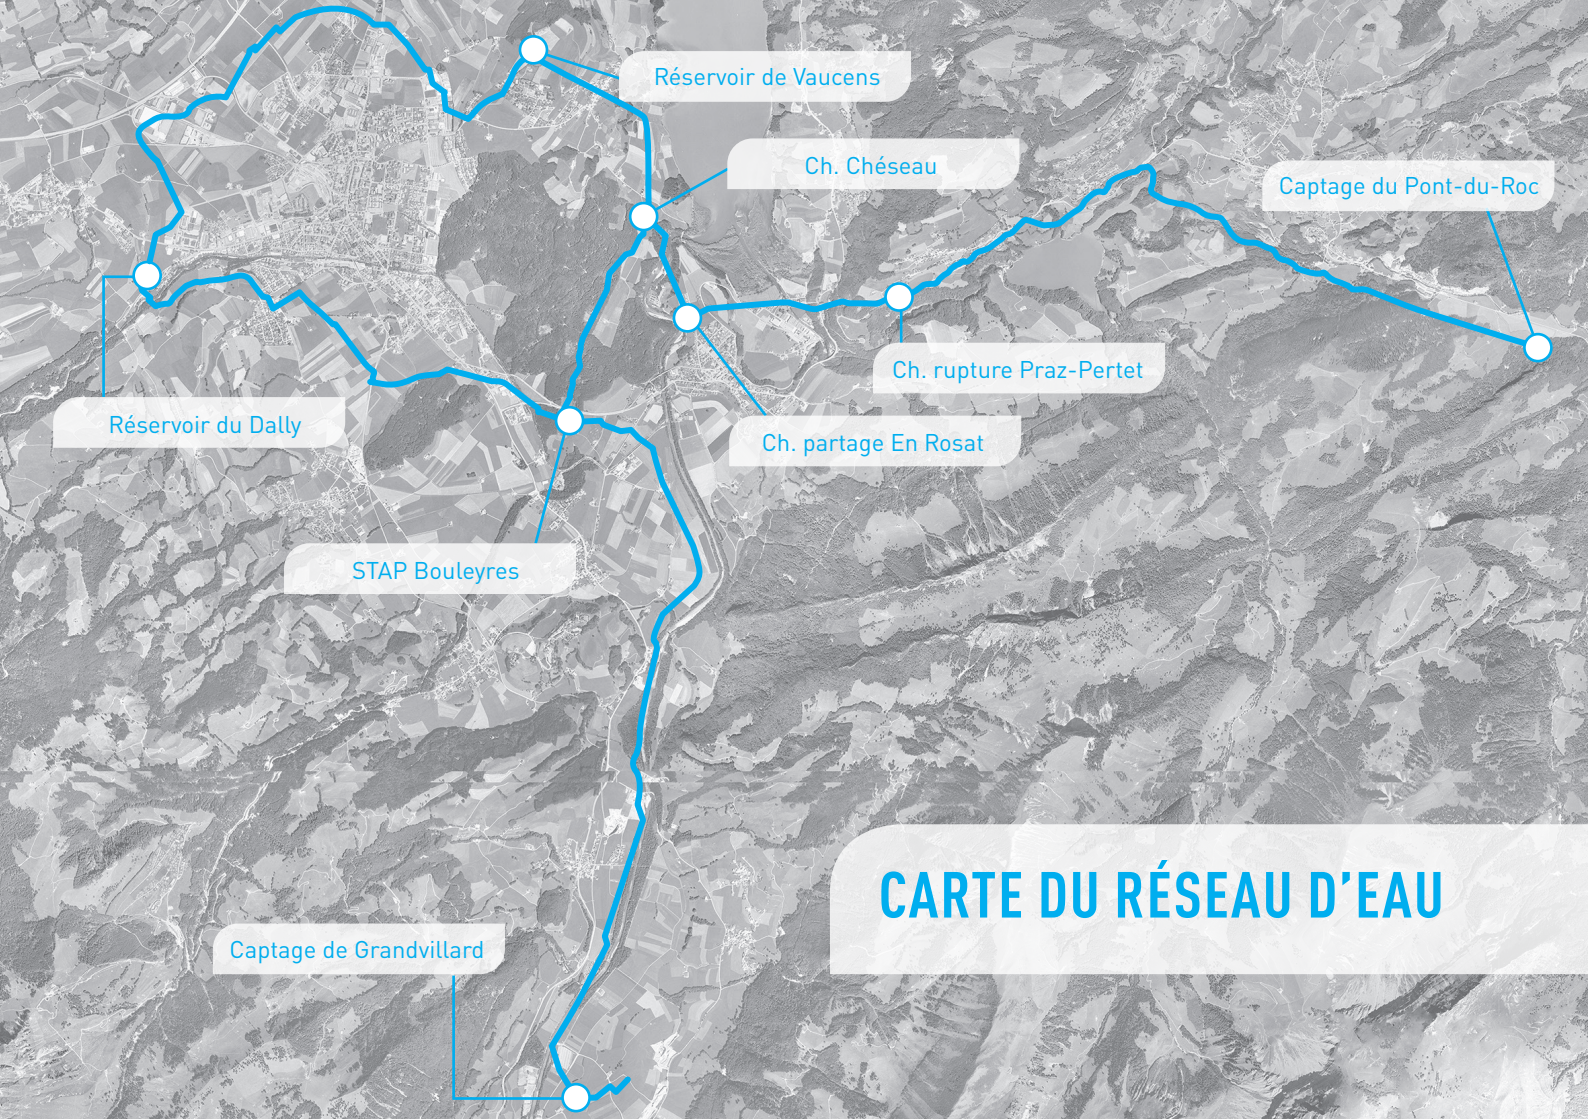 Réservoir de Vaucens
Ch. Chéseau
Captage du Pont-du-Roc
Ch. rupture Praz-Pertet
Réservoir du Dally
Ch. partage En Rosat
STAP Bouleyres
CARTE DU RÉSEAU D’EAU
Captage de Grandvillard